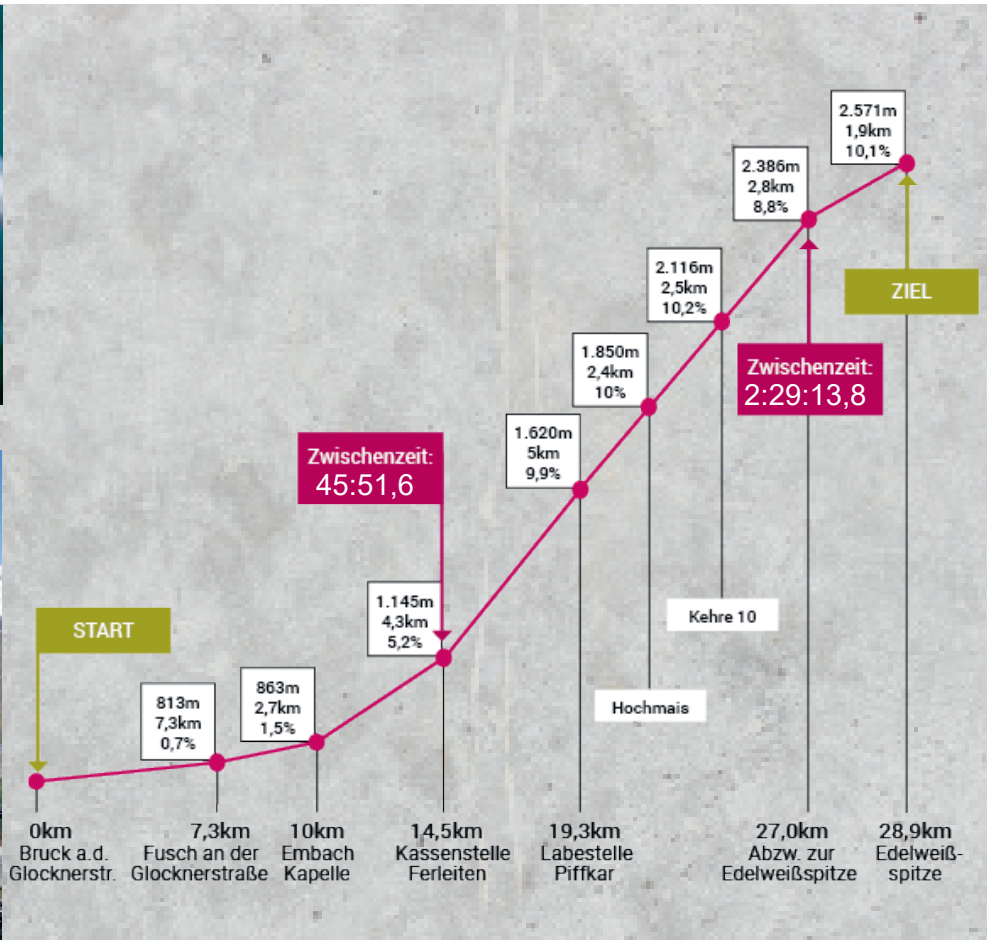 2.571m
1,9km
10,1%
2.386m
2,8km
8,8%
2.116m
2,5km
10,2%
ZIEL
1.850m
2,4km
10%
Zwischenzeit:
2:29:13,8
1.620m
5km
9,9%
Zwischenzeit:
45:51,6
1.145m
4,3km
5,2%
START
Kehre 10
863m
2,7km
1,5%
813m
7,3km
0,7%
Hochmais
0km
Bruck a.d.
Glocknerstr.
7,3km
Fusch an der
Glocknerstraße
10km
Embach
Kapelle
14,5km
Kassenstelle
Ferleiten
19,3km
Labestelle
Piffkar
27,0km
Abzw. zur
Edelweißspitze
28,9km
Edelweiß-
spitze